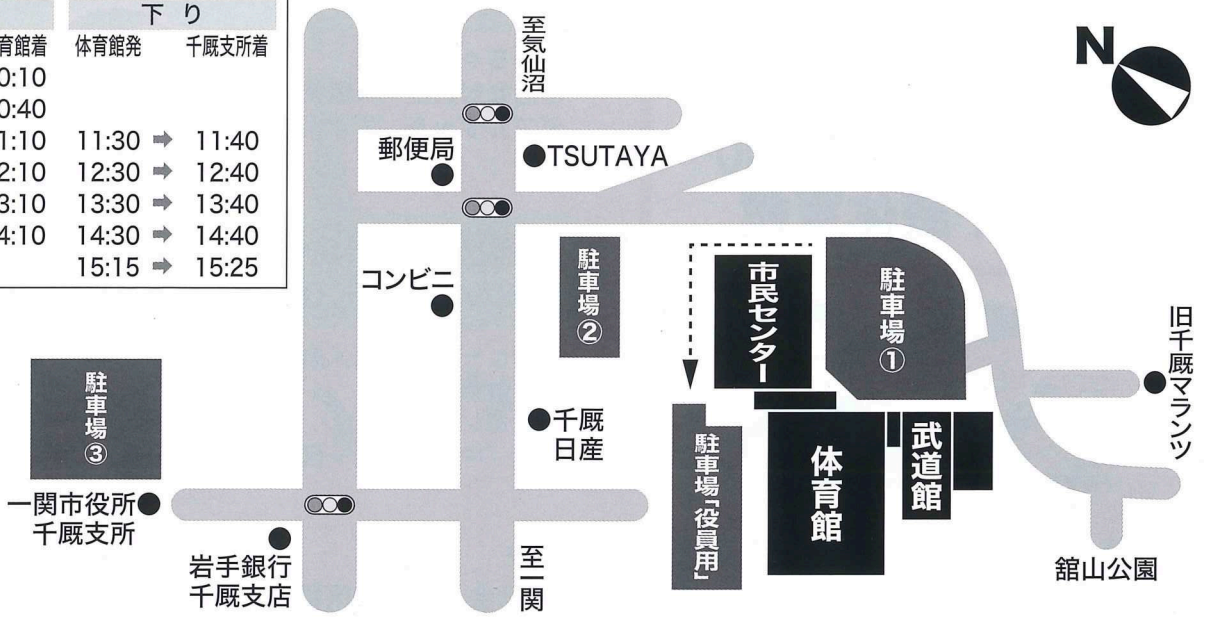 下り
育館着 体育館発 千厩支所着
0:10
0:40
1:10 11:30 ➡ 11:40
2:10 12:30 ➡ 12:40
3:10 13:30 ➡ 13:40
4:10 14:30 ➡ 14:40
15:15 ➡ 15:25
至気仙沼
N
郵便局
●TSUTAYA
コンビニ
駐車場②
市民センター
駐車場①
旧千厩マランツ
駐車場③
●千厩
日産
駐車場「役員用」
体育館
武道館
一関市役所●
千厩支所
岩手銀行
千厩支店
至一関
舘山公園